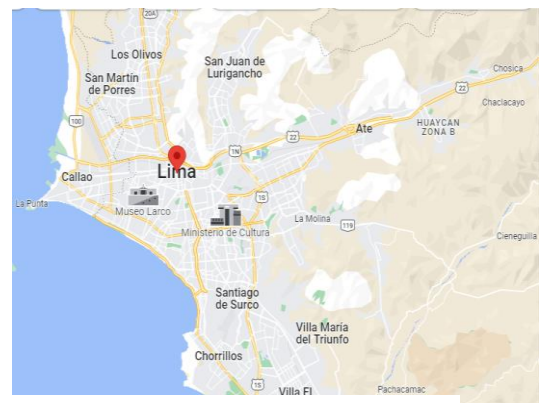 20A
Los Olivos
San Juan de
Lurigancho
San Martín
de Porres
Chosica
22
Chaclacayo
100
HUAYCAN
ZONA B
Ate
22
1N
Lima
Callao
1S
La Punta
Museo Larco
La Molina
119
Ministerio de Cultura
Cieneguilla
Santiago
de Surco
Villa María
del Triunfo
Chorrillos
1S
Villa El
Pachacamac